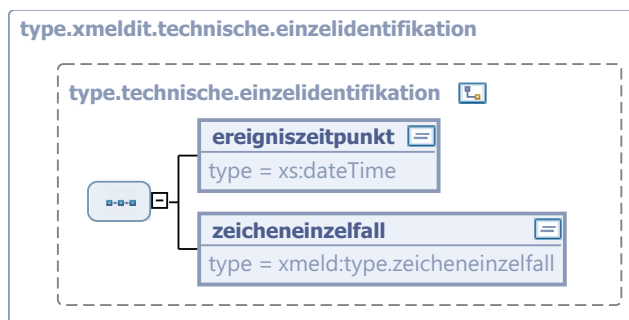 type.xmeldit.technische.einzelidentifikation
type.technische.einzelidentifikation
ereigniszeitpunkt
type = xs:dateTime
zeicheneinzelfall
type = xmeld:type.zeicheneinzelfall